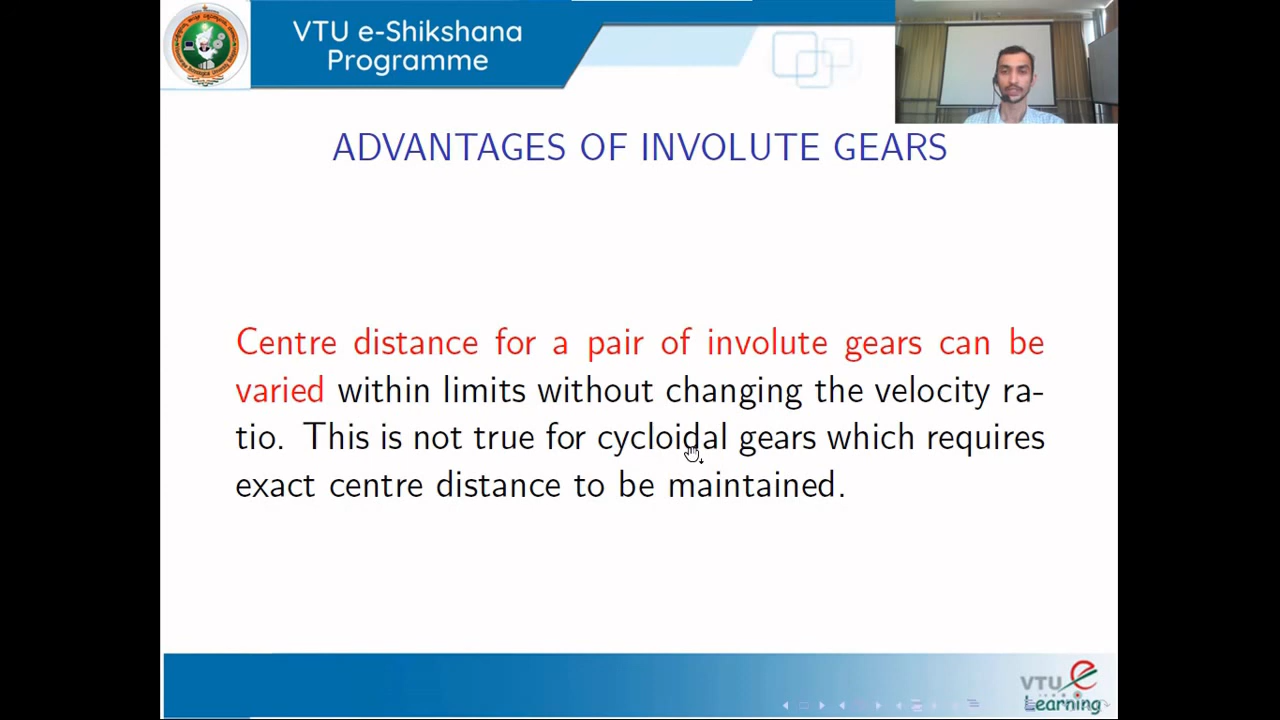 VTU e-Shikshana
Programme
ADVANTAGES OF INVOLUTE GEARS
Centre distance for a pair of involute gears can be
varied within limits without changing the velocity ra-
tio. This is not true for cycloidal gears which requires
exact centre distance to be maintained.
VTU e
Learning